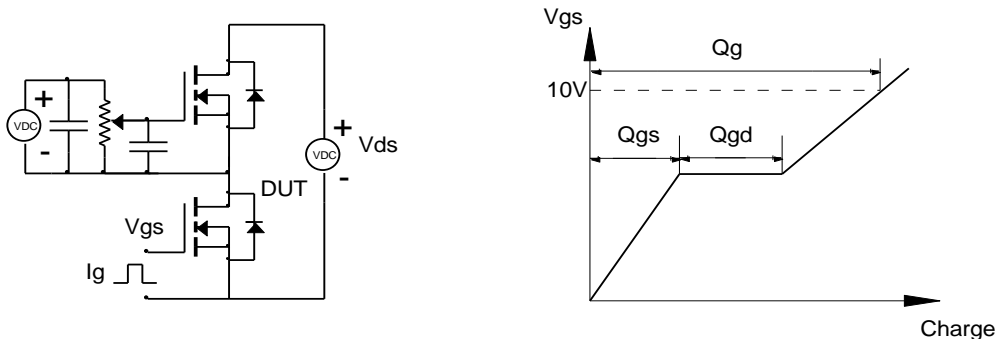 +
VDC
-
+
VDC
-
Vds
DUT
Vgs
Ig
Vgs
Qg
10V
Qgs
Qgd
Charge